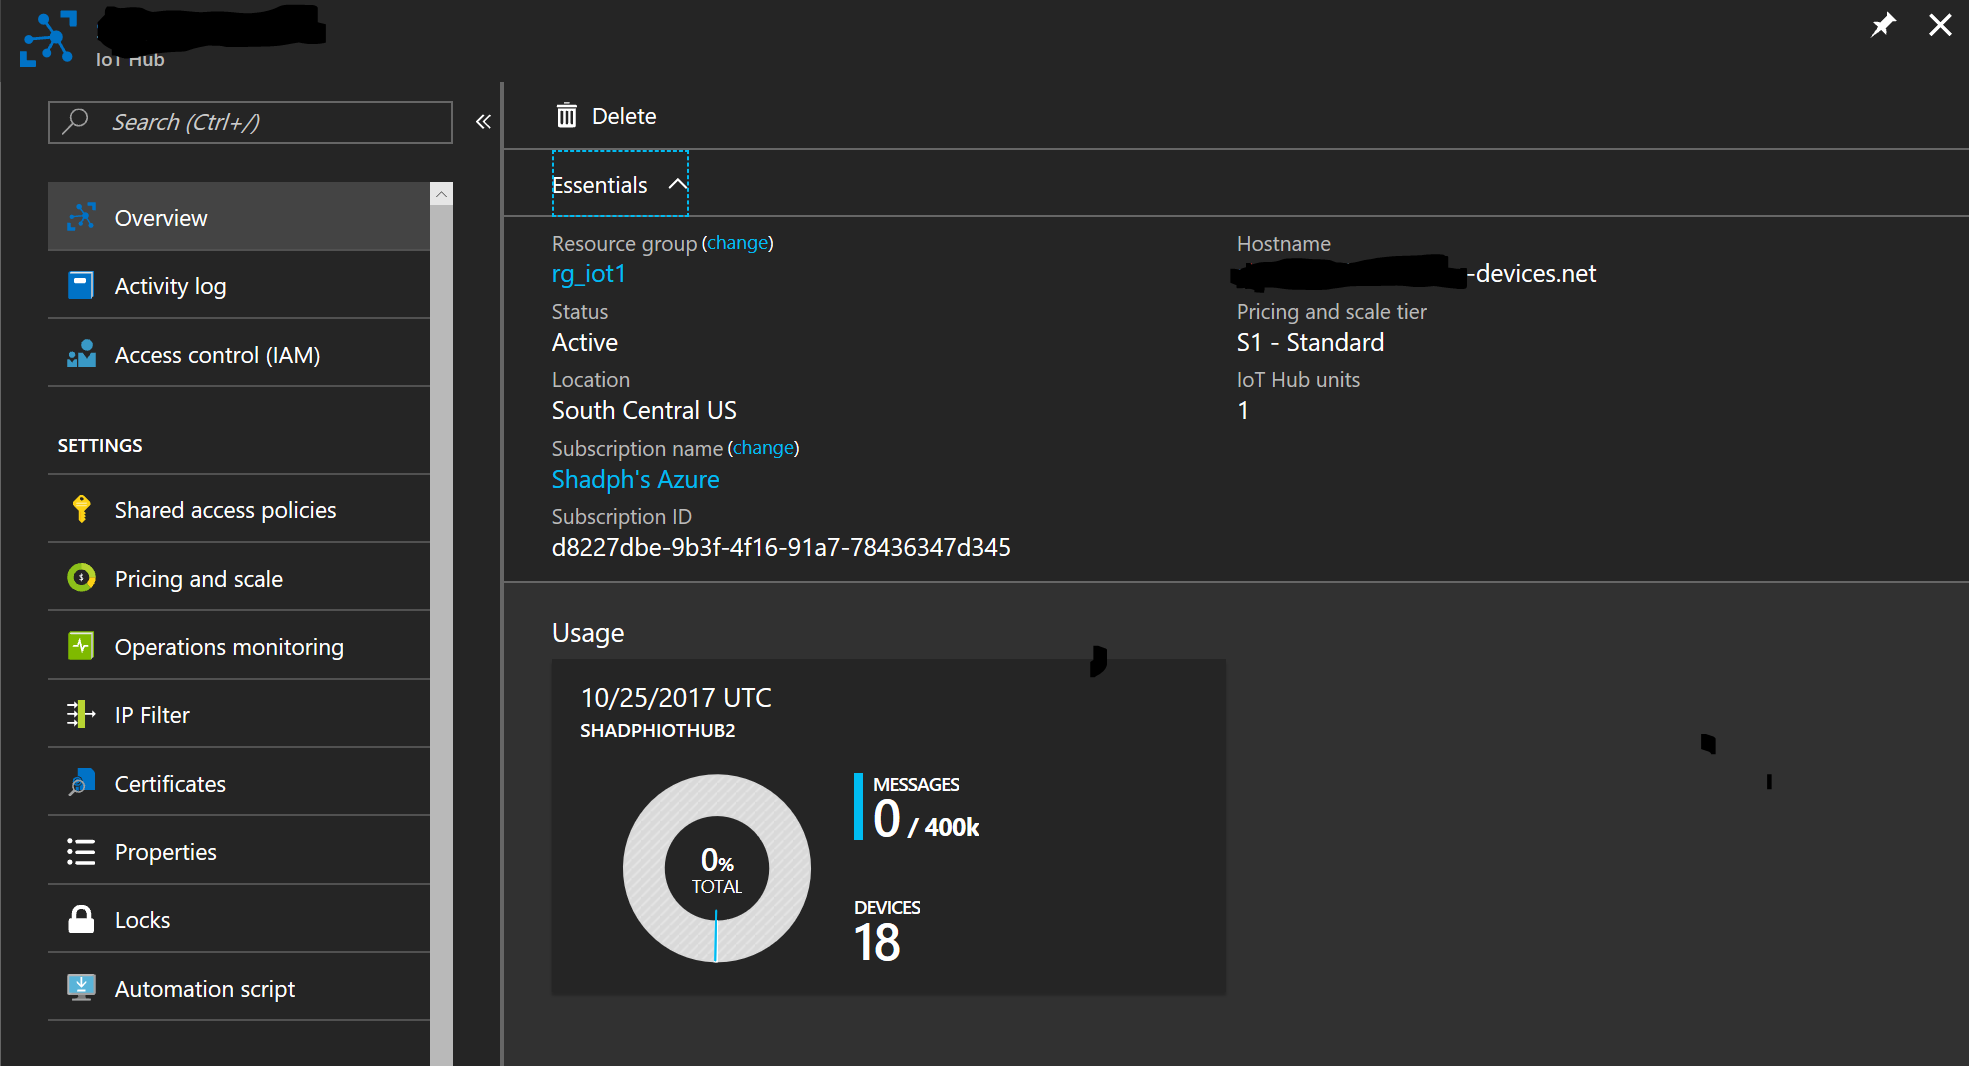 IoT Hub
Search (Ctrl+/)
Overview
Activity log
Access control (IAM)
SETTINGS
Shared access policies
Pricing and scale
Operations monitoring
IP Filter
Certificates
Properties
Locks
Automation script
Delete
Essentials
Resource group (change)
rg_iot1
Status
Active
Location
South Central US
Subscription name (change)
Shadph's Azure
Subscription ID
d8227dbe-9b3f-4f16-91a7-78436347d345
Hostname
-devices.net
Pricing and scale tier
S1 - Standard
IoT Hub units
1
Usage
10/25/2017 UTC
SHADPHIOTHUB2
0%
TOTAL
MESSAGES
0 / 400k
DEVICES
18